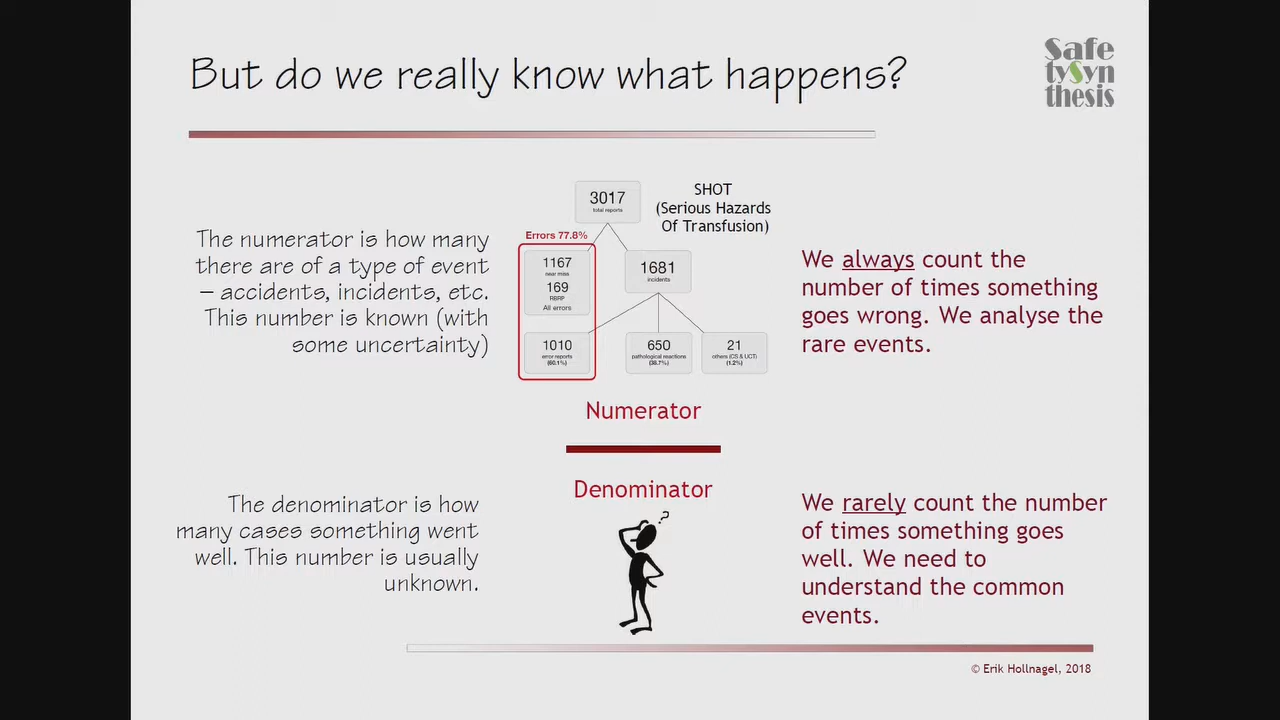 But do we really know what happens?
Safe
tySyn
thesis
The numerator is how many
there are of a type of event
– accidents, incidents, etc.
This number is known (with
some uncertainty)
3017
total reports
SHOT
(Serious Hazards
Of Transfusion)
Errors 77.8%
1167
near miss
169
RBRP
All errors
1681
incidents
1010
error reports
(60.1%)
650
pathological reactions
(38.7%)
21
others (CS & UCT)
(1.2%)
We always count the
number of times something
goes wrong. We analyse the
rare events.
Numerator
Denominator
?
The denominator is how
many cases something went
well. This number is usually
unknown.
We rarely count the number
of times something goes
well. We need to
understand the common
events.
© Erik Hollnagel, 2018